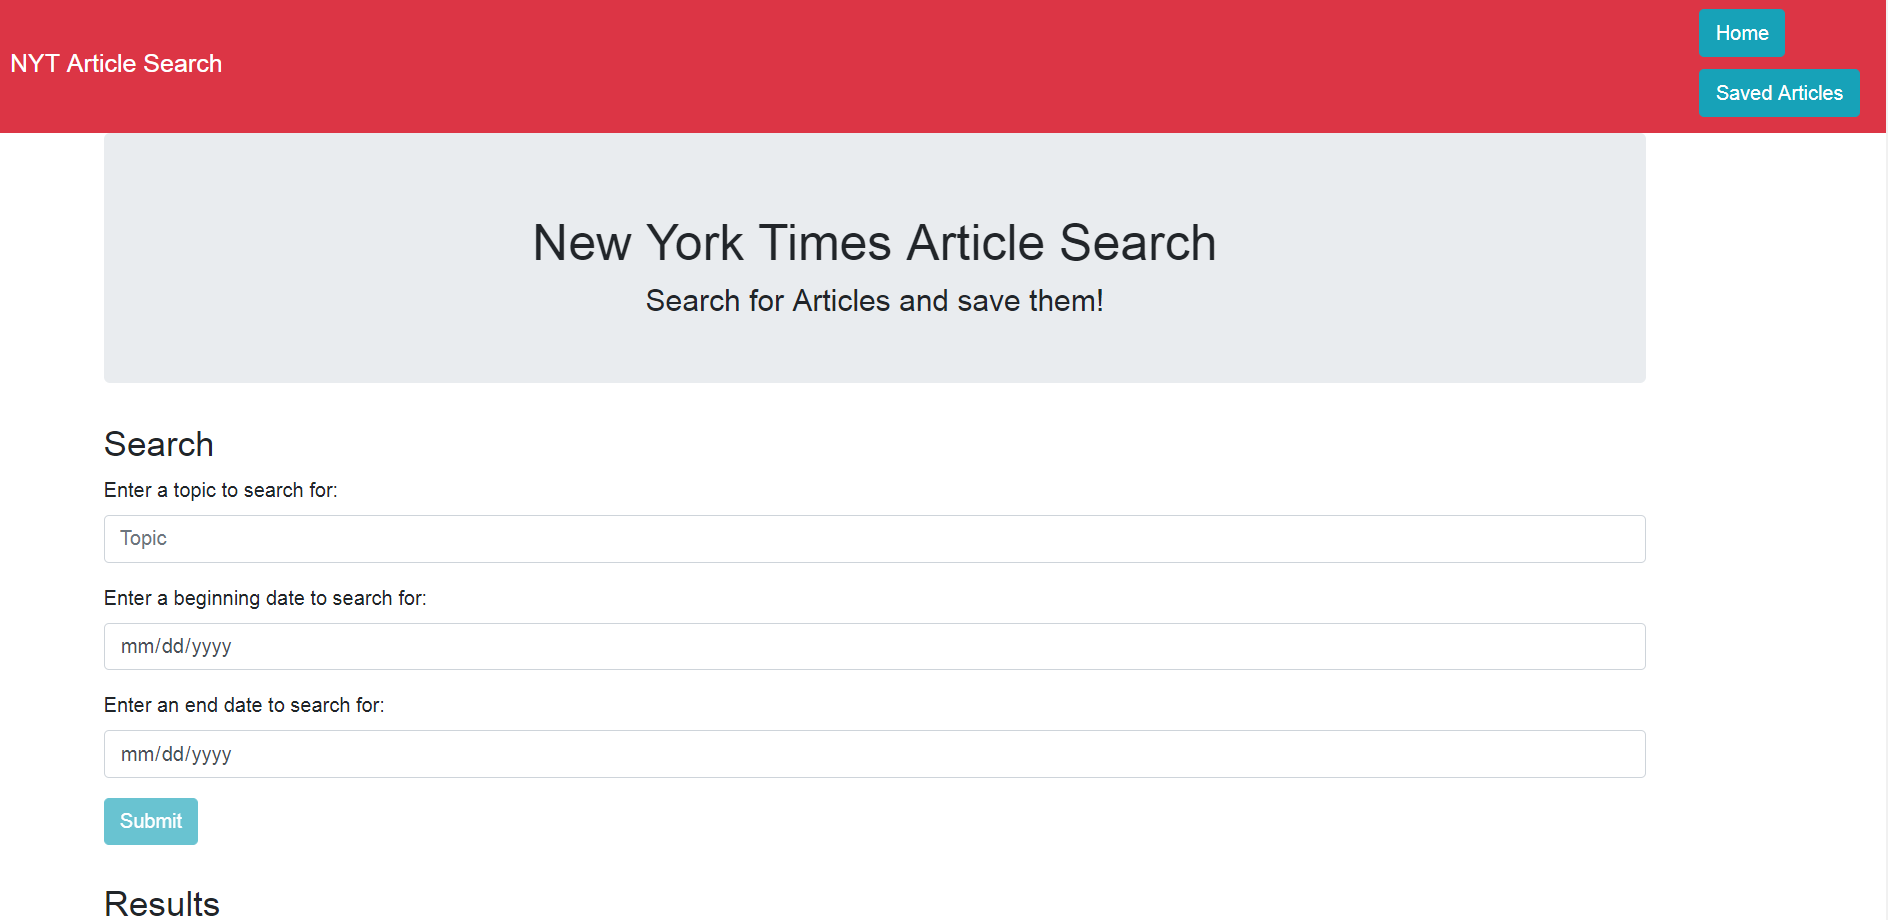 NYT Article Search
Home
Saved Articles
New York Times Article Search
Search for Articles and save them!
Search
Enter a topic to search for:
Topic
Enter a beginning date to search for:
mm/dd/yyyy
Enter an end date to search for:
mm/dd/yyyy
Submit
Results